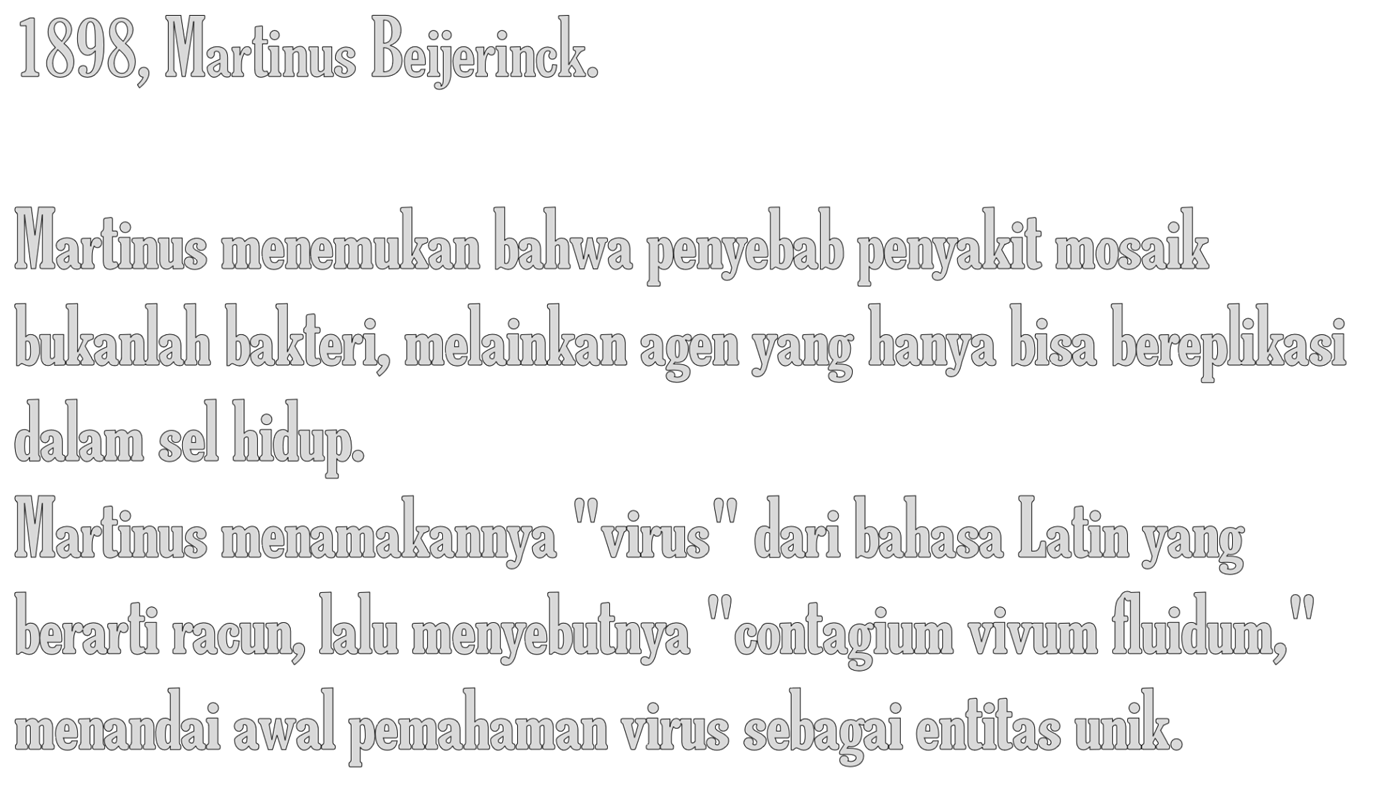 1898, Martinus Beijerinck.
Martinus menemukan bahwa penyebab penyakit mosaik
bukanlah bakteri, melainkan agen yang hanya bisa bereplikasi
dalam sel hidup.
Martinus menamakannya "virus" dari bahasa Latin yang
berarti racun, lalu menyebutnya "contagium vivum fluidum,"
menandai awal pemahaman virus sebagai entitas unik.